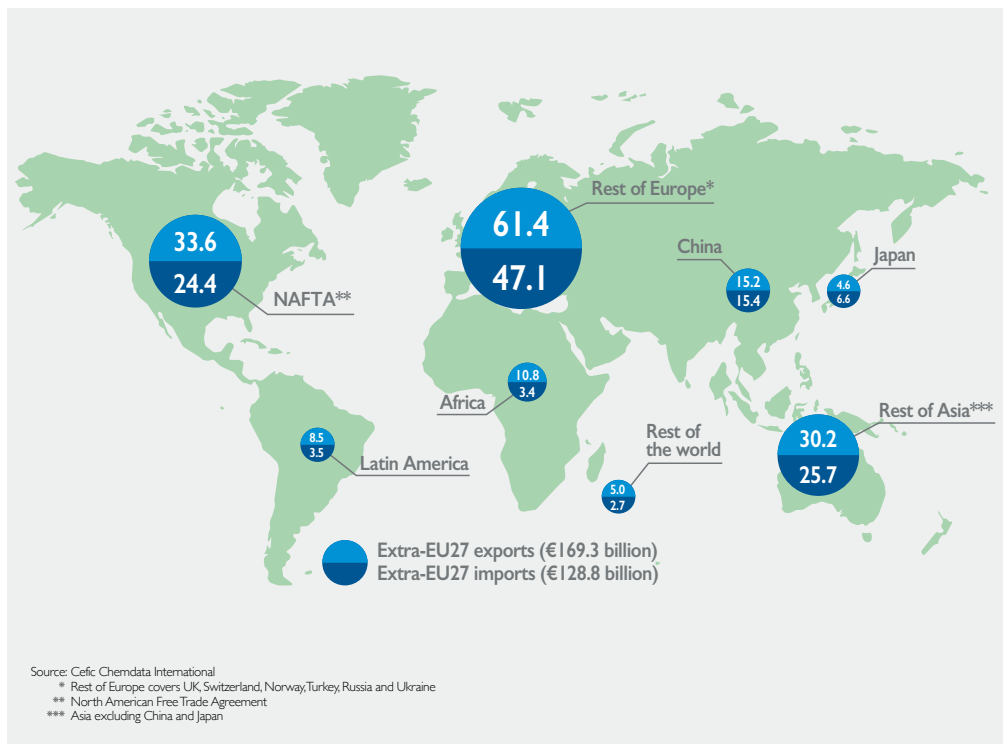 Rest of Europe*
61.4
47.1
33.6
24.4
NAFTA**
China
15.2
15.4
Japan
4.6
6.6
10.8
3.4
Africa
Rest of Asia***
30.2
25.7
8.5
3.5
Latin America
Rest of
the world
5.0
2.7
Extra-EU27 exports (€169.3 billion)
Extra-EU27 imports (€128.8 billion)
Source: Cefic Chemdata International
* Rest of Europe covers UK, Switzerland, Norway, Turkey, Russia and Ukraine
** North American Free Trade Agreement
*** Asia excluding China and Japan